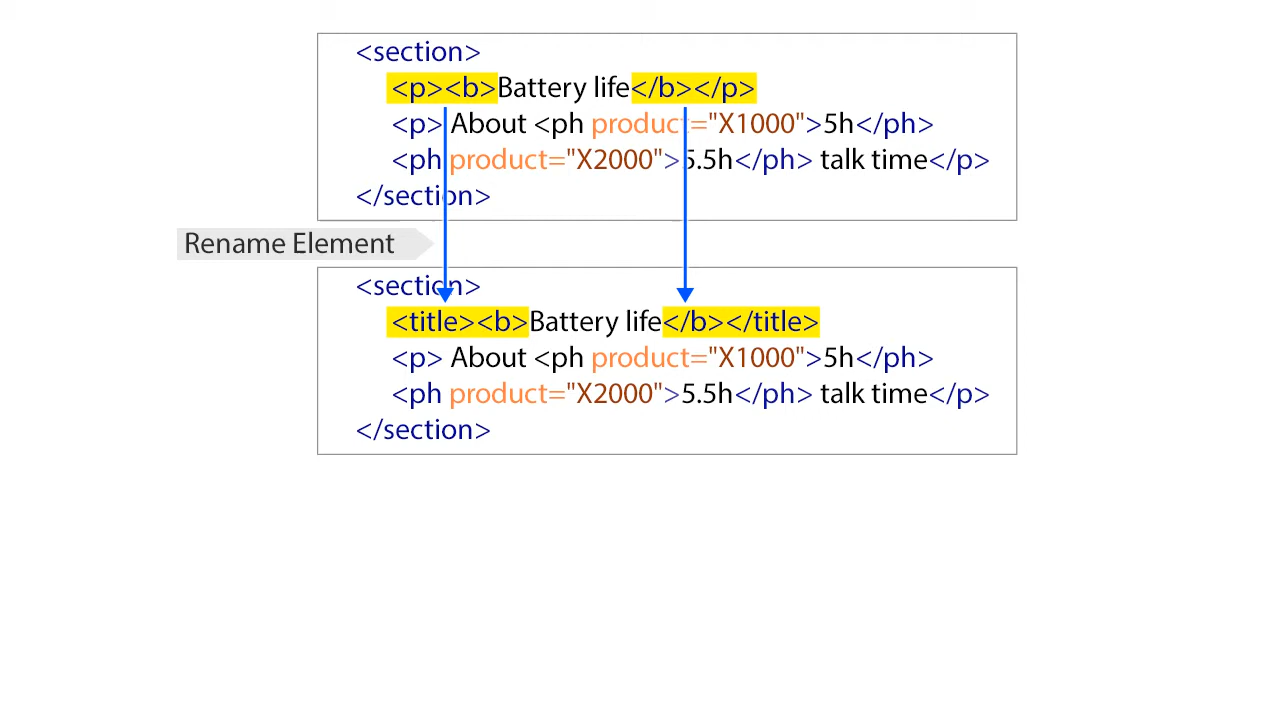 <section>
<p><b>Battery life</b></p>
<p> About <ph product="X1000">5h</ph>
<ph product="X2000">5.5h</ph> talk time</p>
</section>
Rename Element
<section>
<title><b>Battery life</b></title>
<p> About <ph product="X1000">5h</ph>
<ph product="X2000">5.5h</ph> talk time</p>
</section>